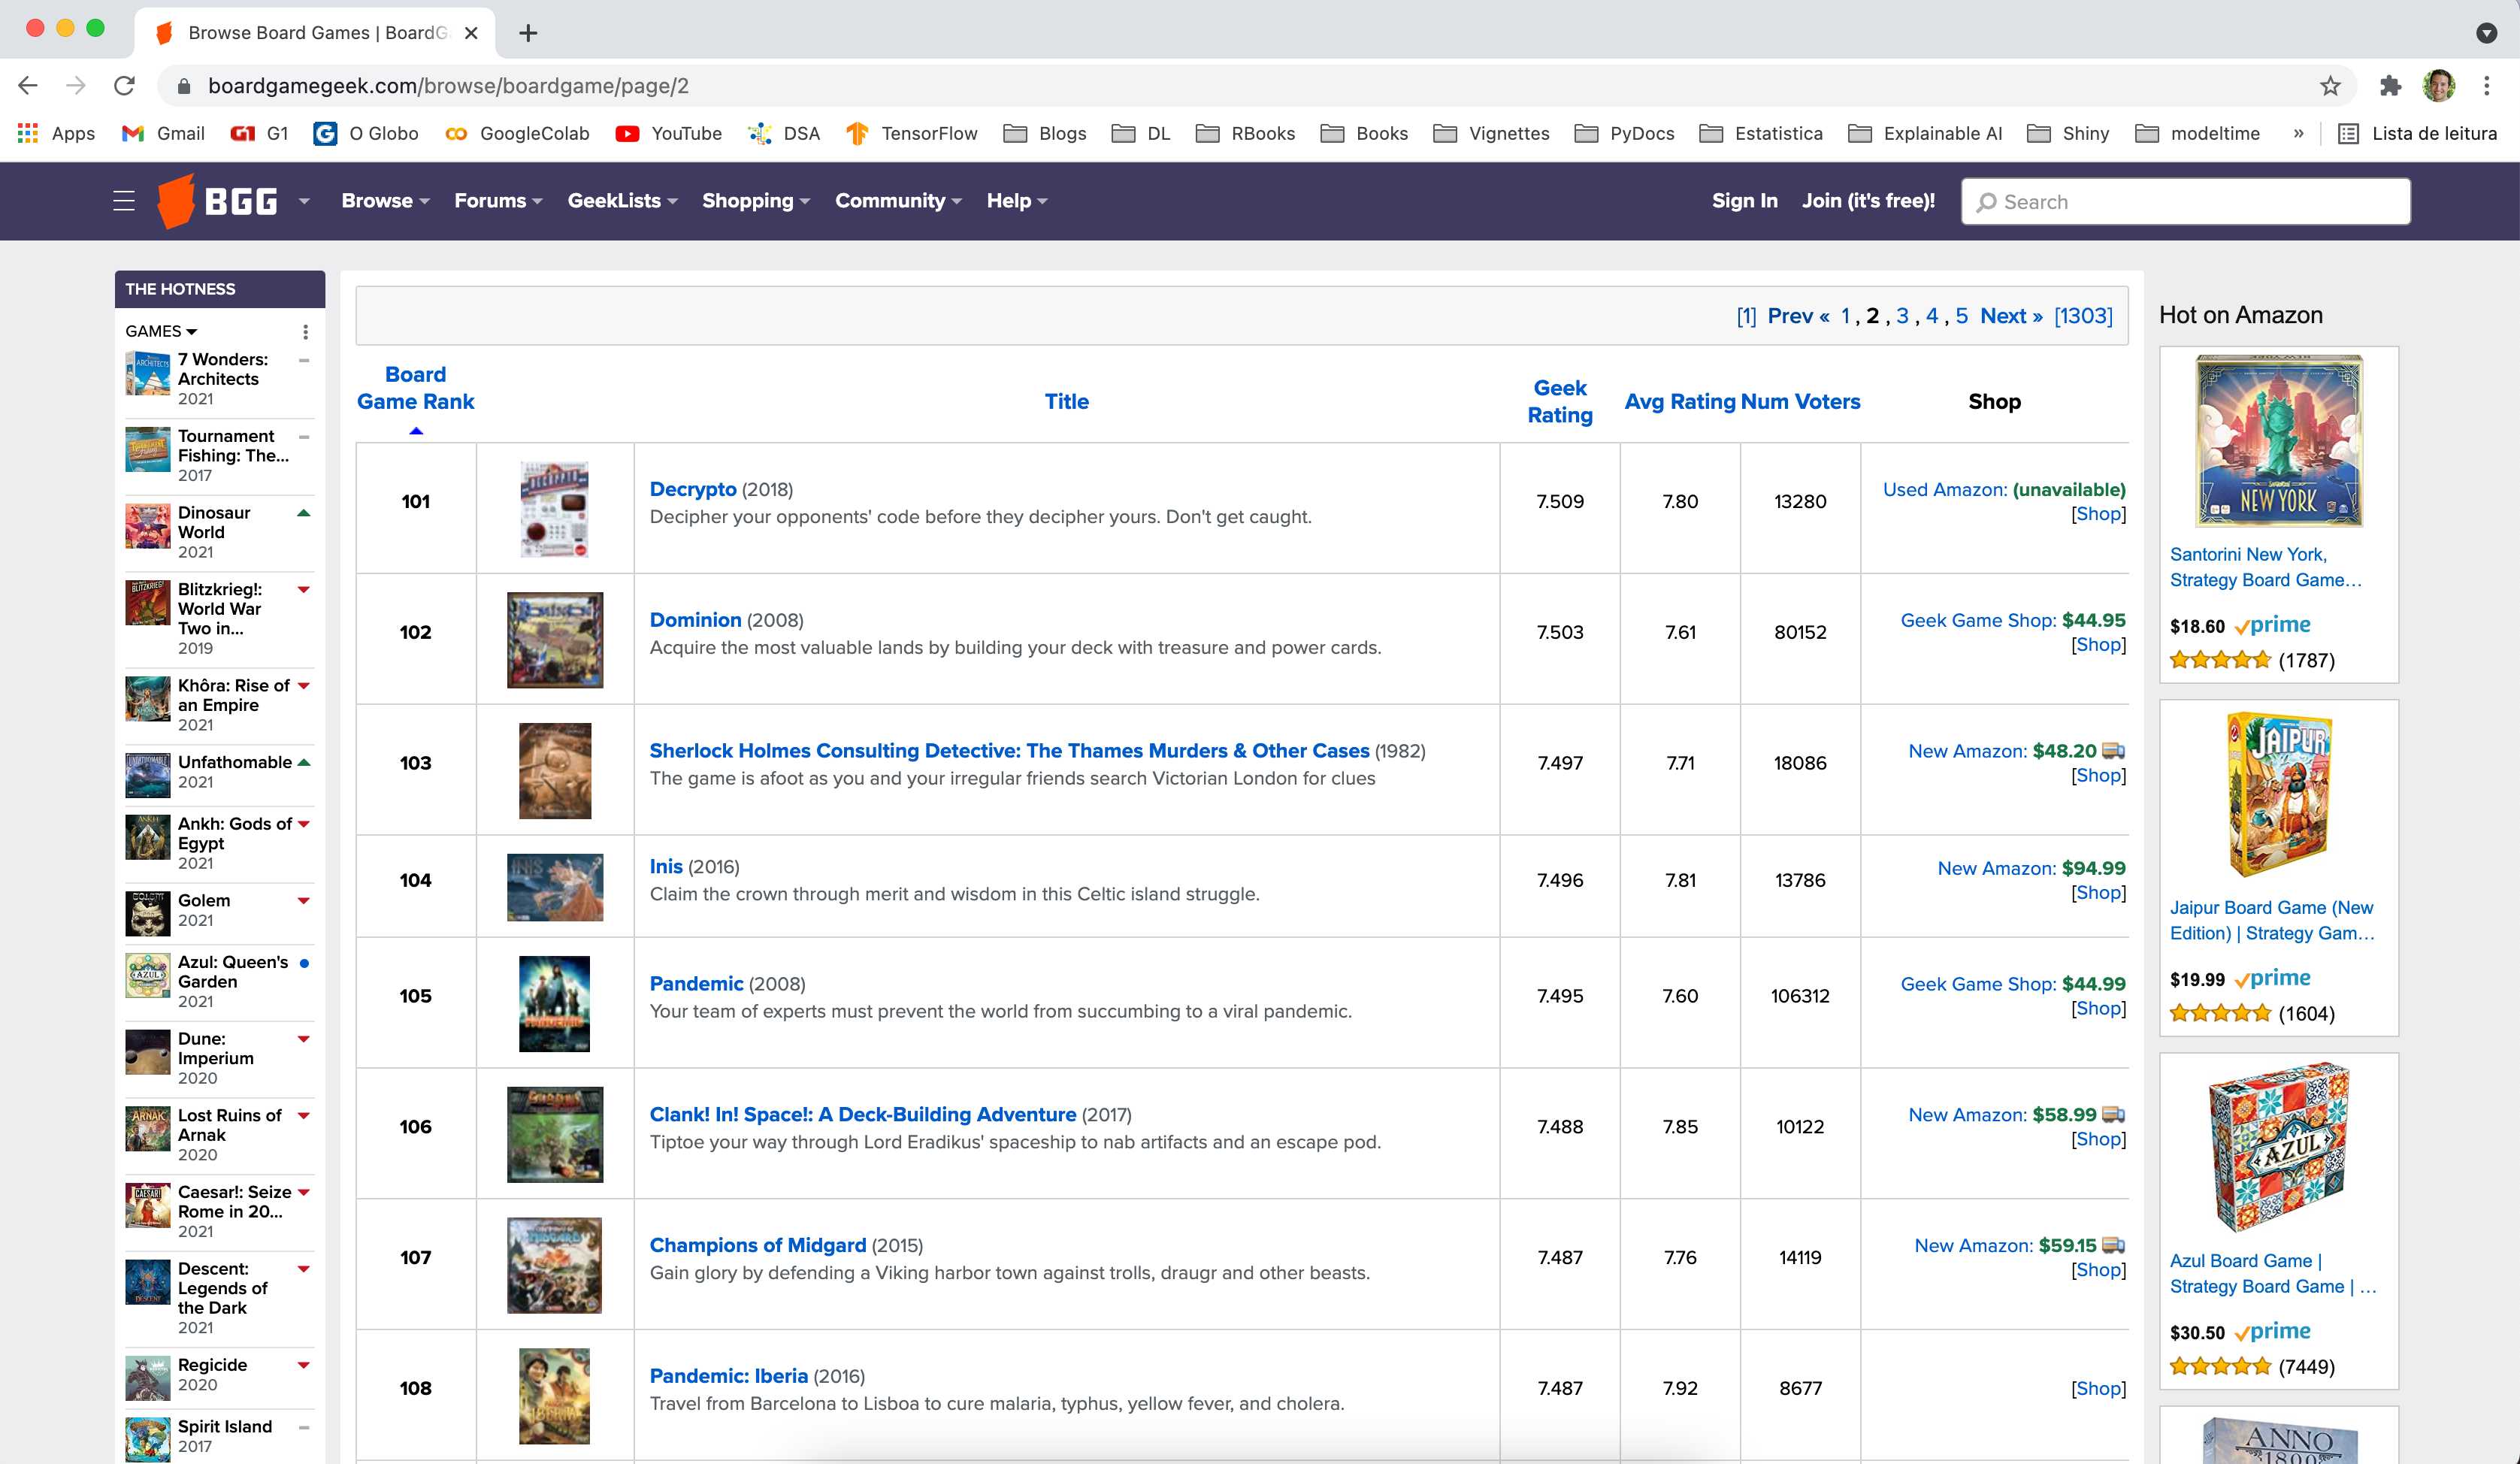 Browse Board Games | BoardG
boardgamegeek.com/browse/boardgame/page/2
Apps Gmail G1 O Globo GoogleColab YouTube DSA TensorFlow Blogs DL RBooks Books Vignettes PyDocs Estatistica Explainable AI Shiny modeltime » Lista de leitura
BGG Browse Forums GeekLists Shopping Community Help Sign In Join (it's free)! Search
THE HOTNESS
GAMES
7 Wonders:
Architects
2021
Tournament
Fishing: The...
2017
Dinosaur
World
2021
Blitzkrieg!:
World War
Two in...
2019
Khôra: Rise of
an Empire
2021
Unfathomable
2021
Ankh: Gods of
Egypt
2021
Golem
2021
Azul: Queen's
Garden
2021
Dune:
Imperium
2020
Lost Ruins of
Arnak
2020
Caesar!: Seize
Rome in 20...
2021
Descent:
Legends of
the Dark
2021
Regicide
2020
Spirit Island
2017
[1] Prev « 1 , 2 , 3 , 4 , 5 Next » [1303]
Board
Game Rank
Title
Geek
Rating
Avg Rating
Num Voters
Shop
101
DECRYPTO
Decrypto (2018)
Decipher your opponents' code before they decipher yours. Don't get caught.
7.509
7.80
13280
Used Amazon: (unavailable)
[Shop]
102
Dominion (2008)
Acquire the most valuable lands by building your deck with treasure and power cards.
7.503
7.61
80152
Geek Game Shop: $44.95
[Shop]
103
Sherlock Holmes Consulting Detective: The Thames Murders & Other Cases (1982)
The game is afoot as you and your irregular friends search Victorian London for clues
7.497
7.71
18086
New Amazon: $48.20
[Shop]
104
INIS
Inis (2016)
Claim the crown through merit and wisdom in this Celtic island struggle.
7.496
7.81
13786
New Amazon: $94.99
[Shop]
105
PANDEMIC
Pandemic (2008)
Your team of experts must prevent the world from succumbing to a viral pandemic.
7.495
7.60
106312
Geek Game Shop: $44.99
[Shop]
106
Clank! In! Space!: A Deck-Building Adventure (2017)
Tiptoe your way through Lord Eradikus' spaceship to nab artifacts and an escape pod.
7.488
7.85
10122
New Amazon: $58.99
[Shop]
107
MIDGARD
Champions of Midgard (2015)
Gain glory by defending a Viking harbor town against trolls, draugr and other beasts.
7.487
7.76
14119
New Amazon: $59.15
[Shop]
108
IBERIA
Pandemic: Iberia (2016)
Travel from Barcelona to Lisboa to cure malaria, typhus, yellow fever, and cholera.
7.487
7.92
8677
[Shop]
Hot on Amazon
Santorini
NEW YORK
Santorini New York,
Strategy Board Game…
$18.60 prime
(1787)
JAIPUR
Jaipur Board Game (New
Edition) | Strategy Gam…
$19.99 prime
(1604)
AZUL
Azul Board Game |
Strategy Board Game | …
$30.50 prime
(7449)
ANNO
1800